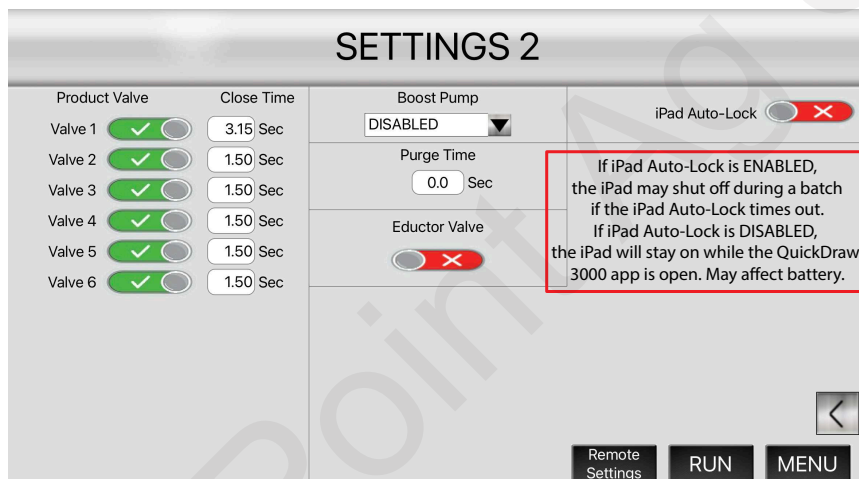 SETTINGS 2
Product Valve Close Time
Valve 1 3.15 Sec
Valve 2 1.50 Sec
Valve 3 1.50 Sec
Valve 4 1.50 Sec
Valve 5 1.50 Sec
Valve 6 1.50 Sec
Boost Pump
DISABLED
Purge Time
0.0 Sec
Eductor Valve
iPad Auto-Lock
If iPad Auto-Lock is ENABLED,
the iPad may shut off during a batch
if the iPad Auto-Lock times out.
If iPad Auto-Lock is DISABLED,
the iPad will stay on while the QuickDraw
3000 app is open. May affect battery.
Remote
Settings
RUN
MENU
Point Ag